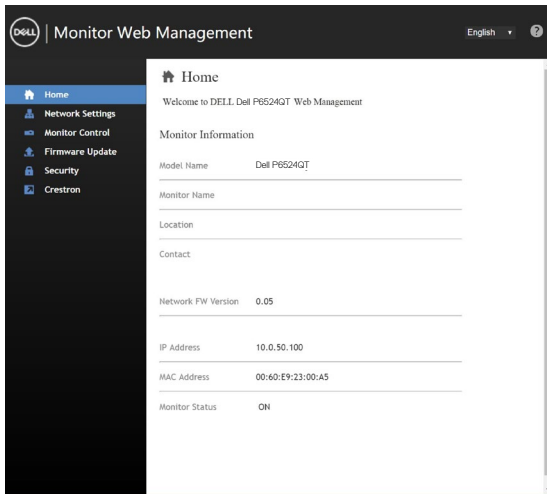 DELL | Monitor Web Management
English ▼ ?
Home
Network Settings
Monitor Control
Firmware Update
Security
Crestron
Home
Welcome to DELL Dell P6524QT Web Management
Monitor Information
Model Name Dell P6524QT
Monitor Name
Location
Contact
Network FW Version 0.05
IP Address 10.0.50.100
MAC Address 00:60:E9:23:00:A5
Monitor Status ON